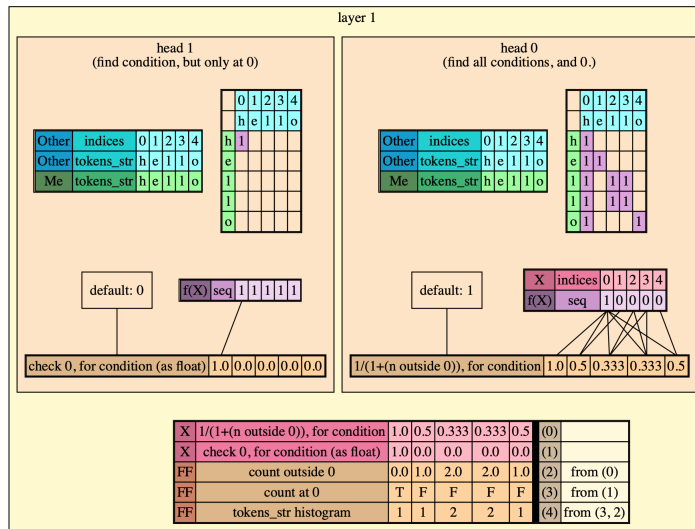 layer 1
head 1
(find condition, but only at 0)
0 1 2 3 4
h e l l o
Other indices 0 1 2 3 4
Other tokens_str h e l l o
Me tokens_str h e l l o
h 1
e
l
l
o
default: 0
f(X) seq 1 1 1 1 1
check 0, for condition (as float) 1.0 0.0 0.0 0.0 0.0
head 0
(find all conditions, and 0.)
0 1 2 3 4
h e l l o
Other indices 0 1 2 3 4
Other tokens_str h e l l o
Me tokens_str h e l l o
h 1
e 1 1
l 1 1 1
l 1 1 1
o 1 1
default: 1
X indices 0 1 2 3 4
f(X) seq 1 0 0 0 0
1/(1+(n outside 0)), for condition 1.0 0.5 0.333 0.333 0.5
X 1/(1+(n outside 0)), for condition 1.0 0.5 0.333 0.333 0.5 (0)
X check 0, for condition (as float) 1.0 0.0 0.0 0.0 0.0 (1)
FF count outside 0 0.0 1.0 2.0 2.0 1.0 (2) from (0)
FF count at 0 T F F F F (3) from (1)
FF tokens_str histogram 1 1 2 2 1 (4) from (3, 2)